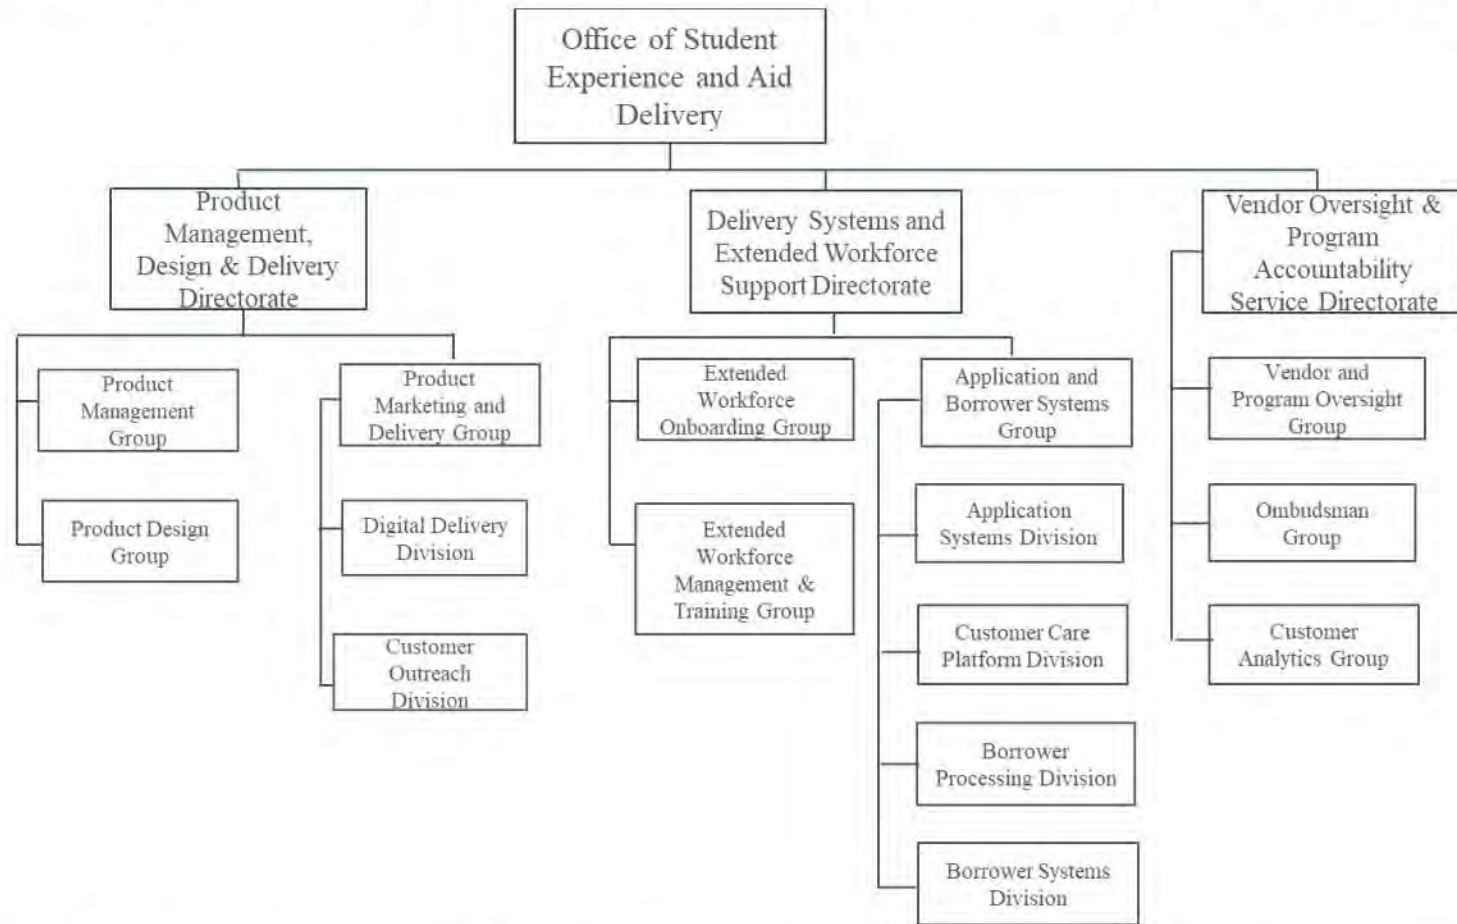 Office of Student
Experience and Aid
Delivery
Product
Management,
Design & Delivery
Directorate
Delivery Systems and
Extended Workforce
Support Directorate
Vendor Oversight &
Program
Accountability
Service Directorate
Product
Management
Group
Product
Marketing and
Delivery Group
Extended
Workforce
Onboarding Group
Application and
Borrower Systems
Group
Vendor and
Program Oversight
Group
Product Design
Group
Digital Delivery
Division
Extended
Workforce
Management &
Training Group
Application
Systems Division
Ombudsman
Group
Customer
Outreach
Division
Customer Care
Platform Division
Customer
Analytics Group
Borrower
Processing Division
Borrower Systems
Division